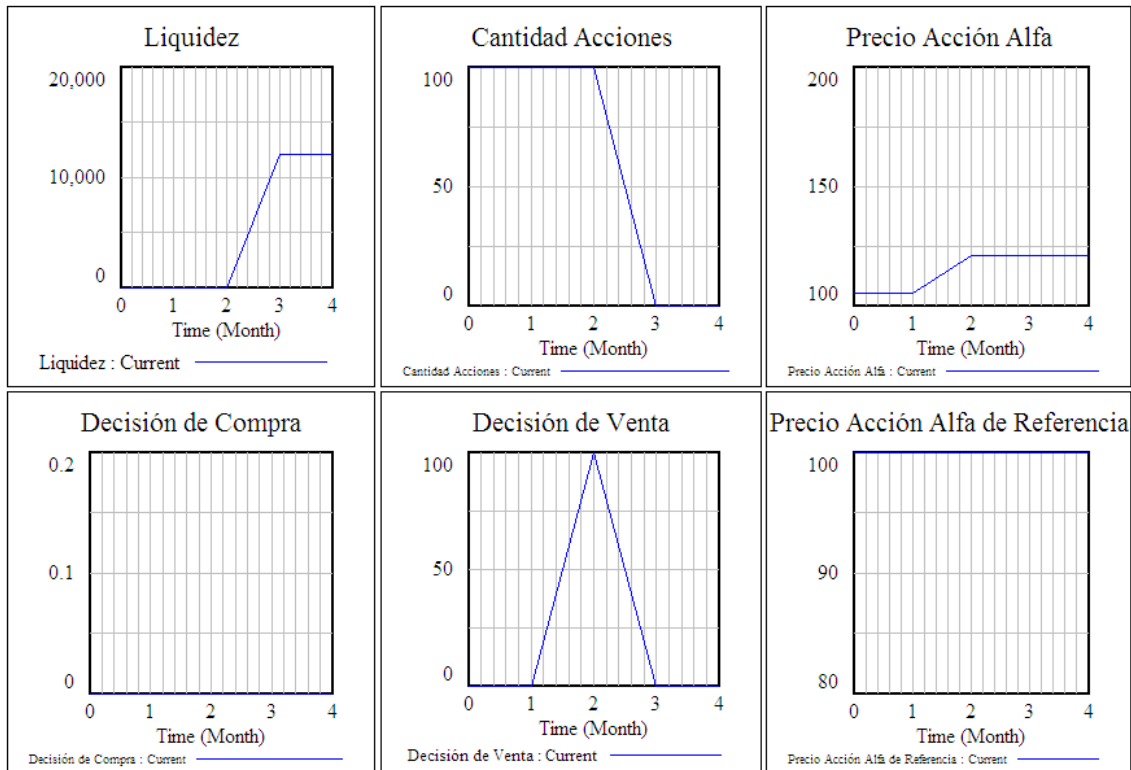 Liquidez
20,000
10,000
0
0 1 2 3 4
Time (Month)
Liquidez : Current
Cantidad Acciones
100
50
0
0 1 2 3 4
Time (Month)
Cantidad Acciones : Current
Precio Acción Alfa
200
150
100
0 1 2 3 4
Time (Month)
Precio Acción Alfa : Current
Decisión de Compra
0.2
0.1
0
0 1 2 3 4
Time (Month)
Decisión de Compra : Current
Decisión de Venta
100
50
0
0 1 2 3 4
Time (Month)
Decisión de Venta : Current
Precio Acción Alfa de Referencia
100
90
80
0 1 2 3 4
Time (Month)
Precio Acción Alfa de Referencia : Current